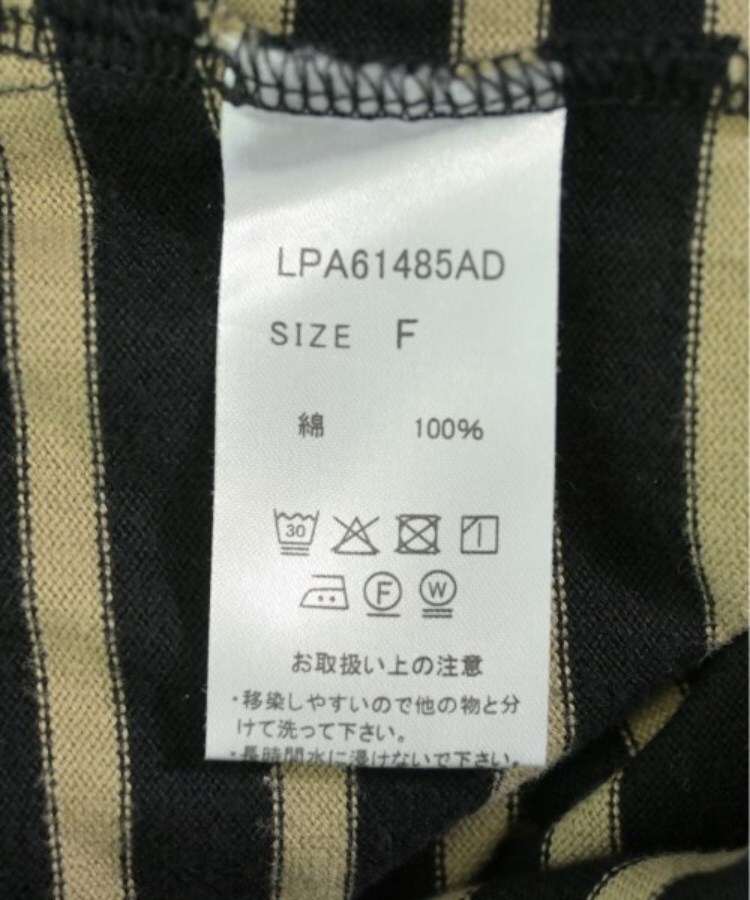 LPA61485AD
SIZE F
綿 100%
30
F W
お取扱い上の注意
・移染しやすいので他の物と分
けて洗って下さい。
・長時間水に浸けないで下さい。